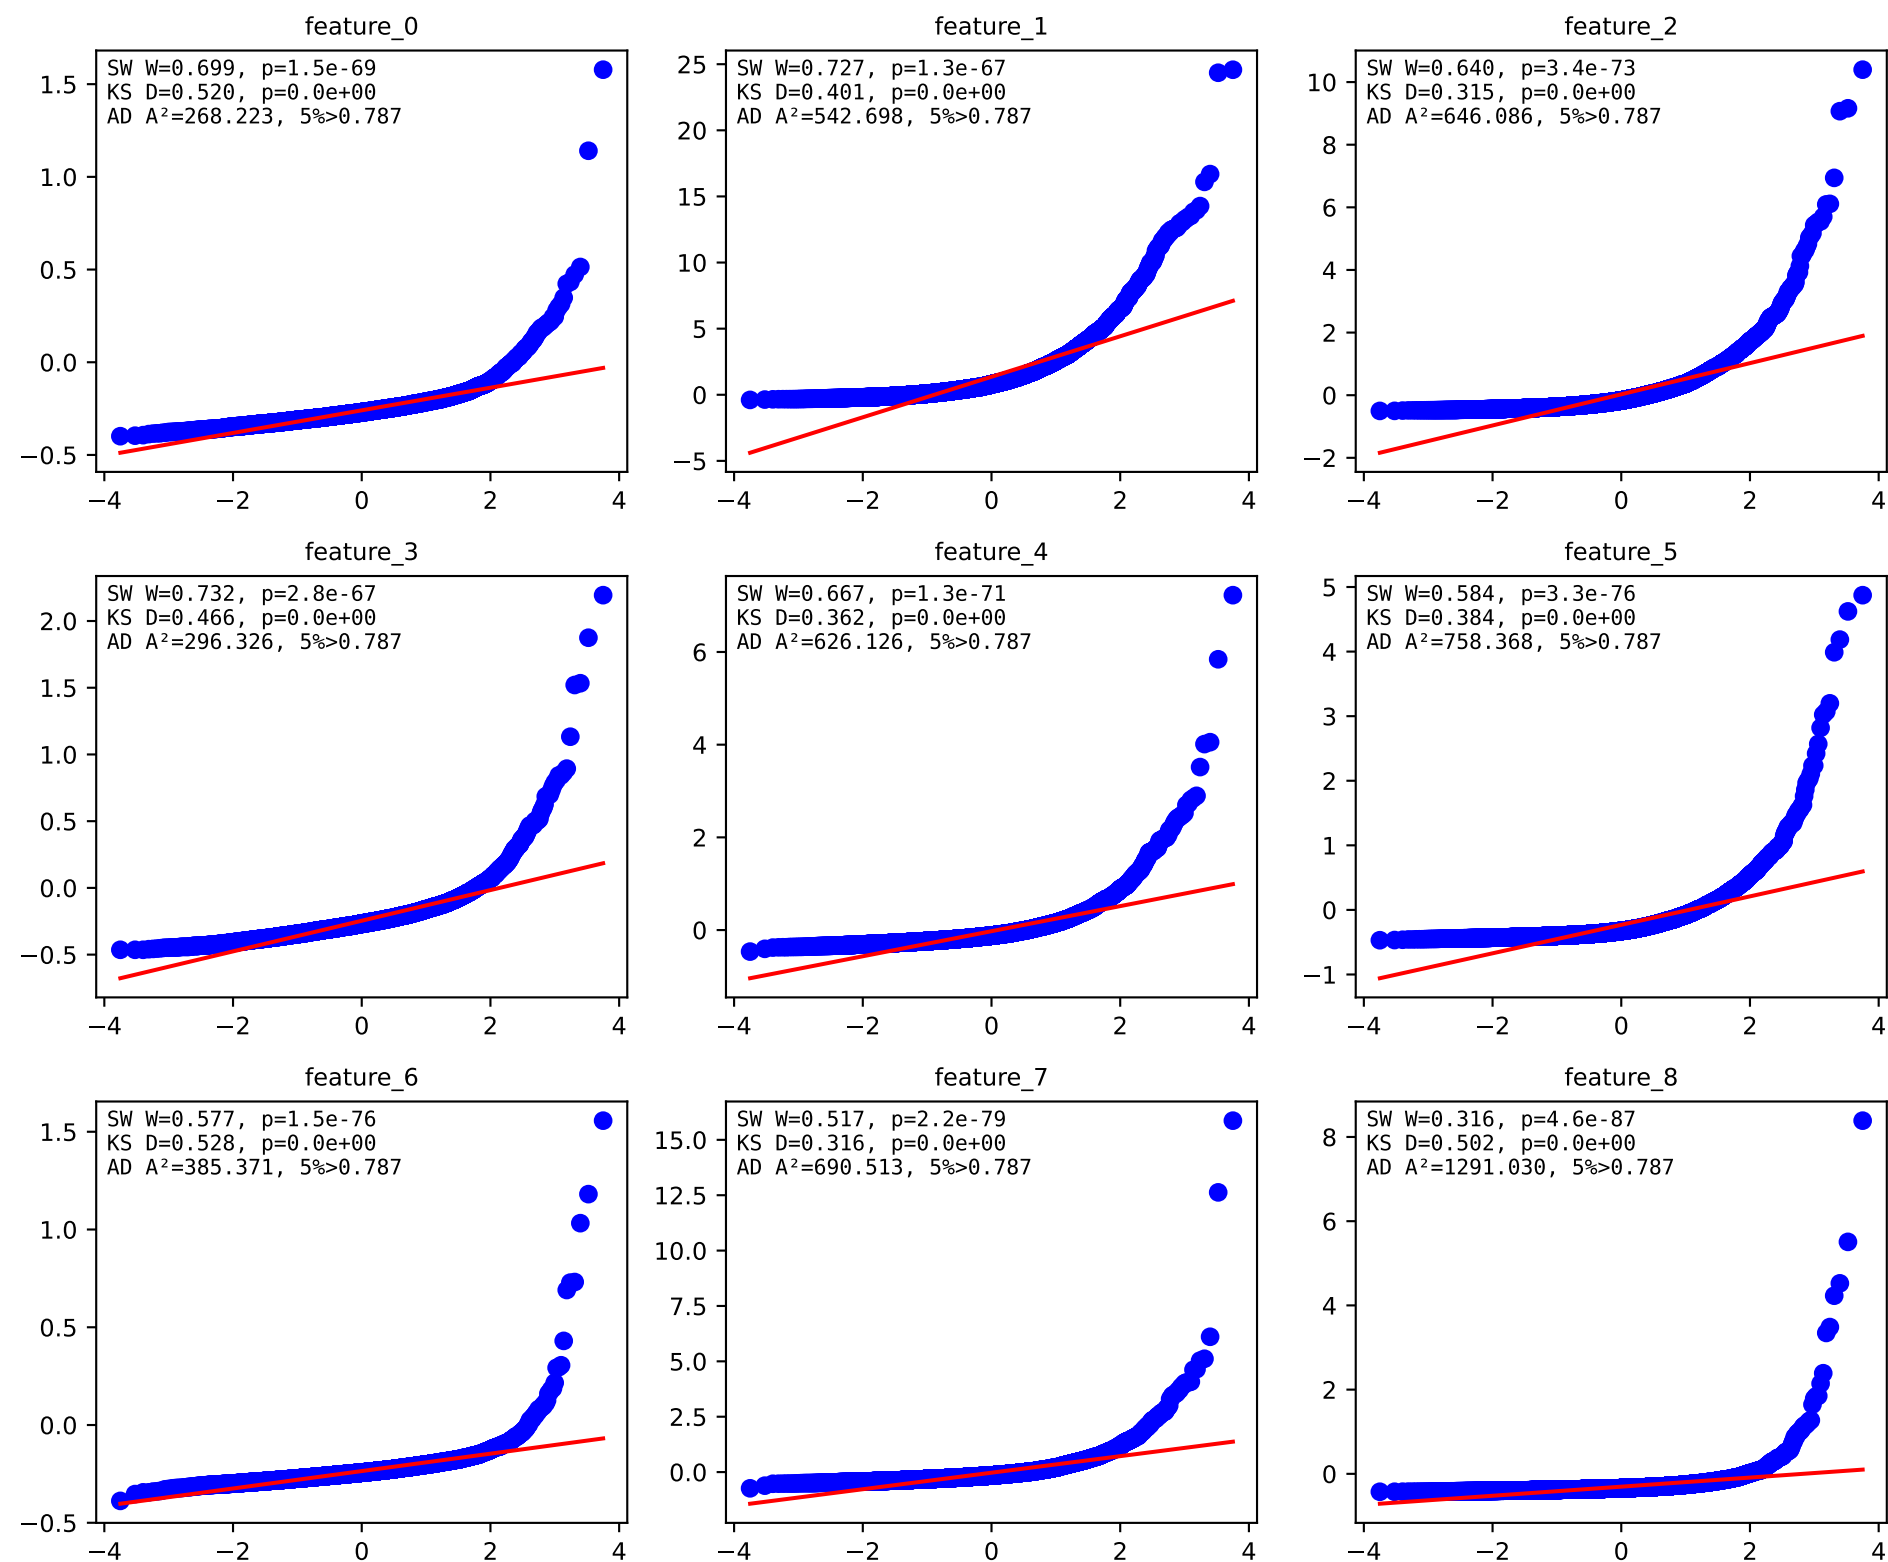 feature_0
SW W=0.699, p=1.5e-69
KS D=0.520, p=0.0e+00
AD A²=268.223, 5%>0.787
1.5
1.0
0.5
0.0
−0.5
−4 −2 0 2 4
feature_1
SW W=0.727, p=1.3e-67
KS D=0.401, p=0.0e+00
AD A²=542.698, 5%>0.787
25
20
15
10
5
0
−5
−4 −2 0 2 4
feature_2
SW W=0.640, p=3.4e-73
KS D=0.315, p=0.0e+00
AD A²=646.086, 5%>0.787
10
8
6
4
2
0
−2
−4 −2 0 2 4
feature_3
SW W=0.732, p=2.8e-67
KS D=0.466, p=0.0e+00
AD A²=296.326, 5%>0.787
2.0
1.5
1.0
0.5
0.0
−0.5
−4 −2 0 2 4
feature_4
SW W=0.667, p=1.3e-71
KS D=0.362, p=0.0e+00
AD A²=626.126, 5%>0.787
6
4
2
0
−4 −2 0 2 4
feature_5
SW W=0.584, p=3.3e-76
KS D=0.384, p=0.0e+00
AD A²=758.368, 5%>0.787
5
4
3
2
1
0
−1
−4 −2 0 2 4
feature_6
SW W=0.577, p=1.5e-76
KS D=0.528, p=0.0e+00
AD A²=385.371, 5%>0.787
1.5
1.0
0.5
0.0
−0.5
−4 −2 0 2 4
feature_7
SW W=0.517, p=2.2e-79
KS D=0.316, p=0.0e+00
AD A²=690.513, 5%>0.787
15.0
12.5
10.0
7.5
5.0
2.5
0.0
−4 −2 0 2 4
feature_8
SW W=0.316, p=4.6e-87
KS D=0.502, p=0.0e+00
AD A²=1291.030, 5%>0.787
8
6
4
2
0
−4 −2 0 2 4